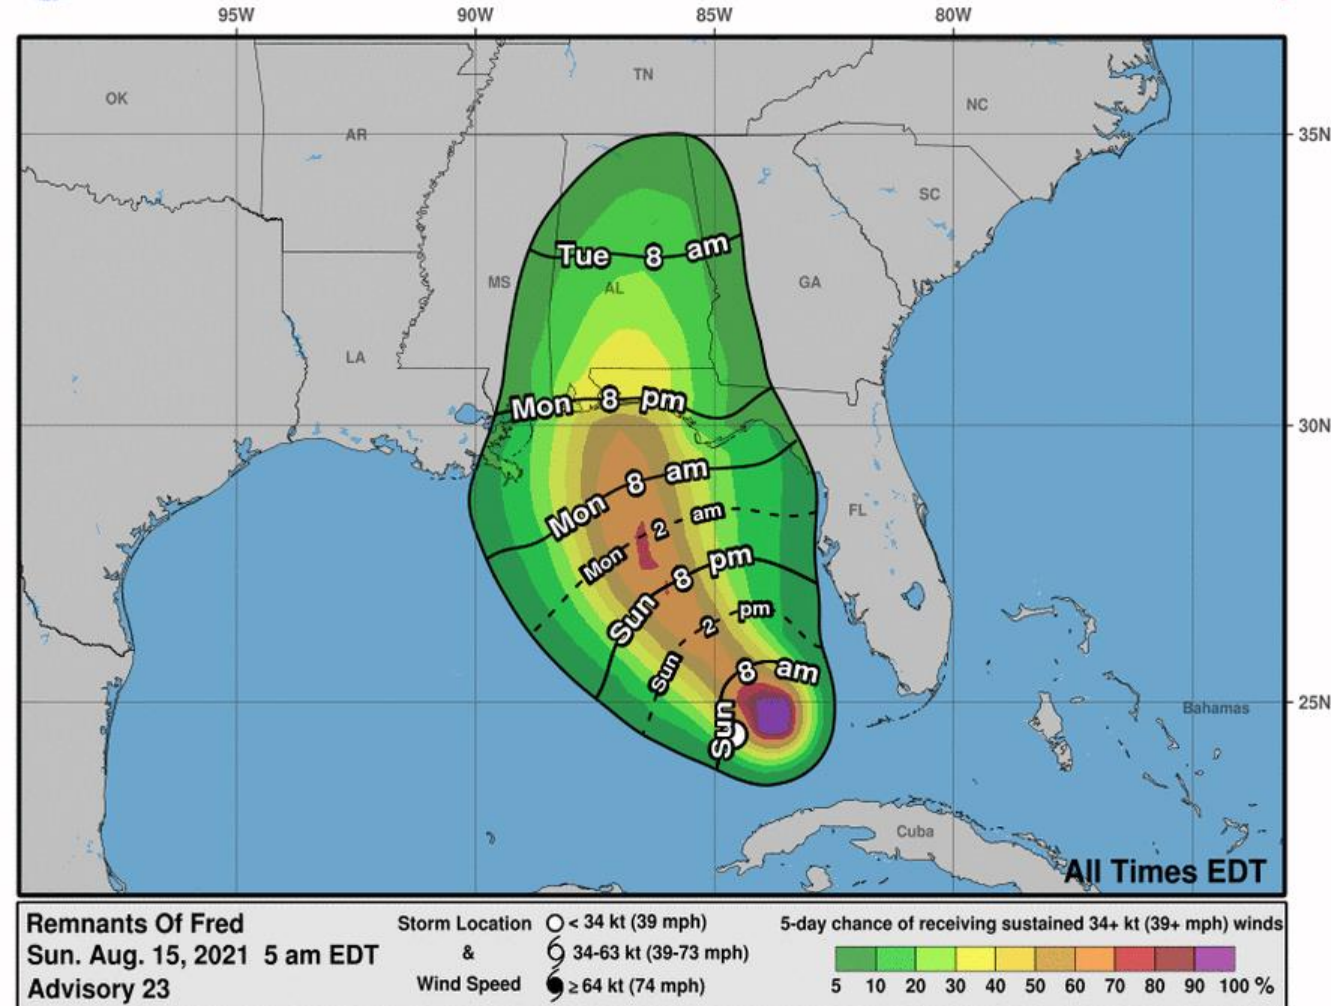 95W 90W 85W 80W
TN
OK NC
AR 35N
SC
Tue 8 am
MS AL GA
LA
Mon 8 pm
30N
Mon 8 am
FL
Mon 2 am
Sun 8 pm
Sun 2 pm
Sun 8 am
25N
Bahamas
Cuba
All Times EDT
Remnants Of Fred
Sun. Aug. 15, 2021 5 am EDT
Advisory 23
Storm Location
&
Wind Speed
< 34 kt (39 mph)
34-63 kt (39-73 mph)
≥ 64 kt (74 mph)
5-day chance of receiving sustained 34+ kt (39+ mph) winds
5 10 20 30 40 50 60 70 80 90 100 %